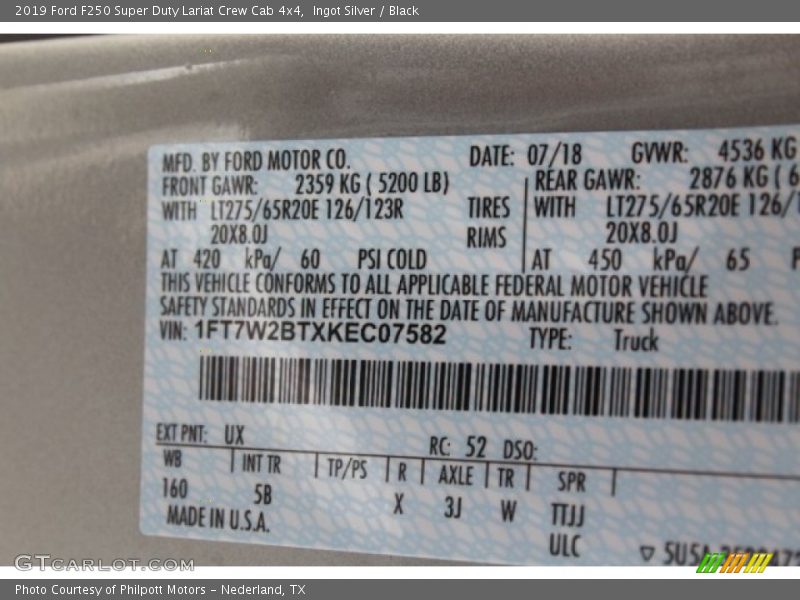 2019 Ford F250 Super Duty Lariat Crew Cab 4x4, Ingot Silver / Black
MFD. BY FORD MOTOR CO. DATE: 07/18 GVWR: 4536 KG
FRONT GAWR: 2359 KG ( 5200 LB) REAR GAWR: 2876 KG ( 6
WITH LT275/65R20E 126/123R TIRES WITH LT275/65R20E 126/1
20X8.0J RIMS 20X8.0J
AT 420 kPa/ 60 PSI COLD AT 450 kPa/ 65 P
THIS VEHICLE CONFORMS TO ALL APPLICABLE FEDERAL MOTOR VEHICLE
SAFETY STANDARDS IN EFFECT ON THE DATE OF MANUFACTURE SHOWN ABOVE.
VIN: 1FT7W2BTXKEC07582 TYPE: Truck
EXT PNT: UX RC: 52 DSO:
WB INT TR TP/PS R AXLE TR SPR
160 5B X 3J W TTJJ
MADE IN U.S.A. ULC
GTCarLot.com
Photo Courtesy of Philpott Motors - Nederland, TX